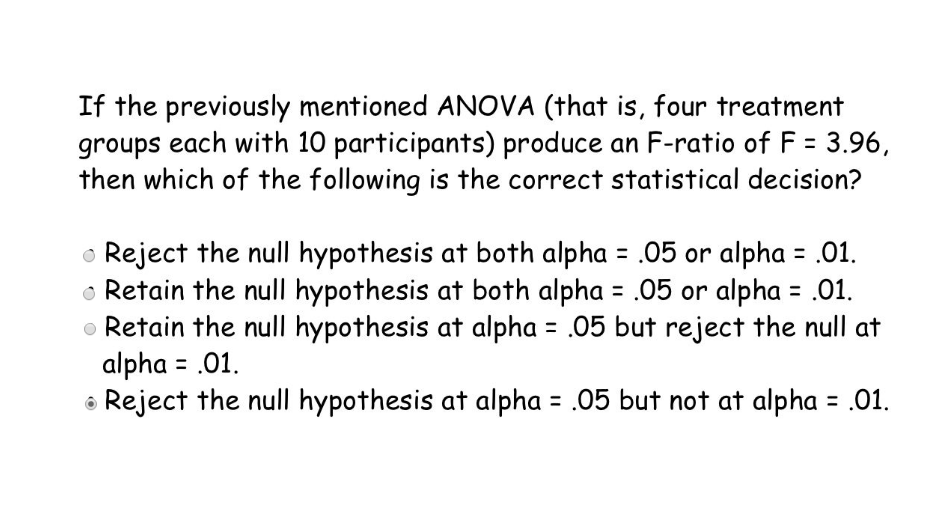 If the previously mentioned ANOVA (that is, four treatment
groups each with 10 participants) produce an F-ratio of F = 3.96,
then which of the following is the correct statistical decision?
Reject the null hypothesis at both alpha = .05 or alpha = .01.
Retain the null hypothesis at both alpha = .05 or alpha = .01.
Retain the null hypothesis at alpha = .05 but reject the null at
alpha = .01.
Reject the null hypothesis at alpha = .05 but not at alpha = .01.